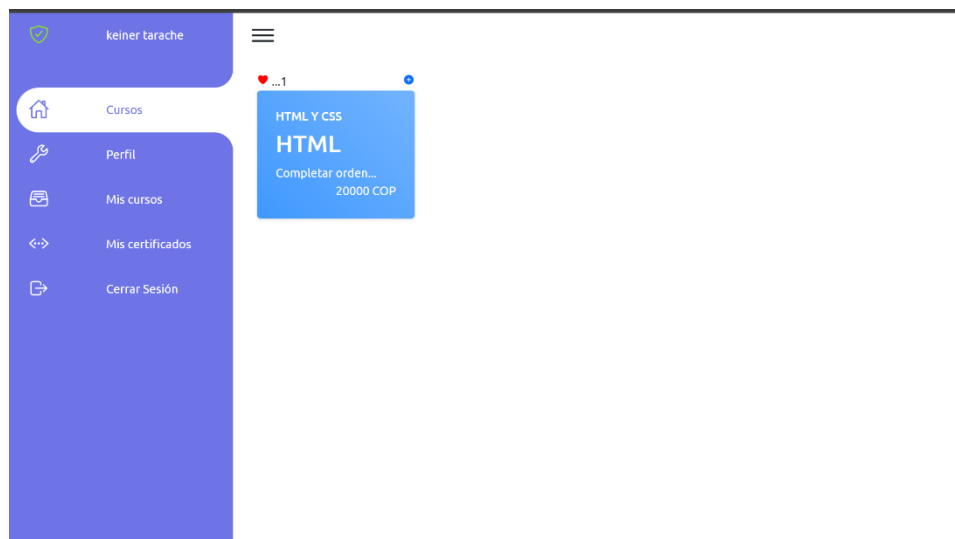 keiner tarache
Cursos
Perfil
Mis cursos
Mis certificados
Cerrar Sesión
...1
HTML Y CSS
HTML
Completar orden...
20000 COP